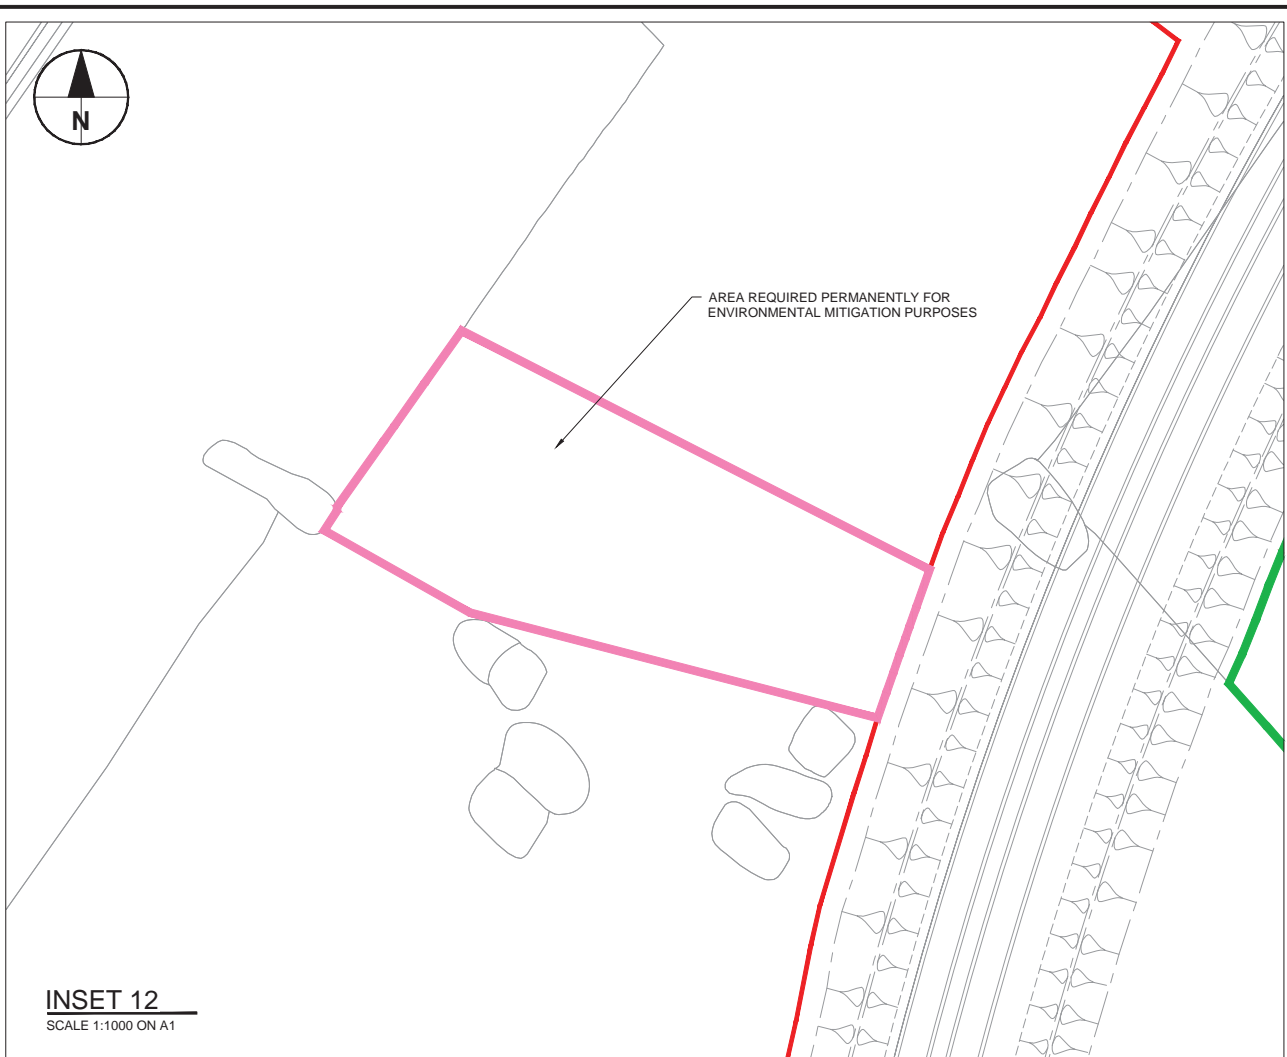 N
AREA REQUIRED PERMANENTLY FOR
ENVIRONMENTAL MITIGATION PURPOSES
INSET 12
SCALE 1:1000 ON A1